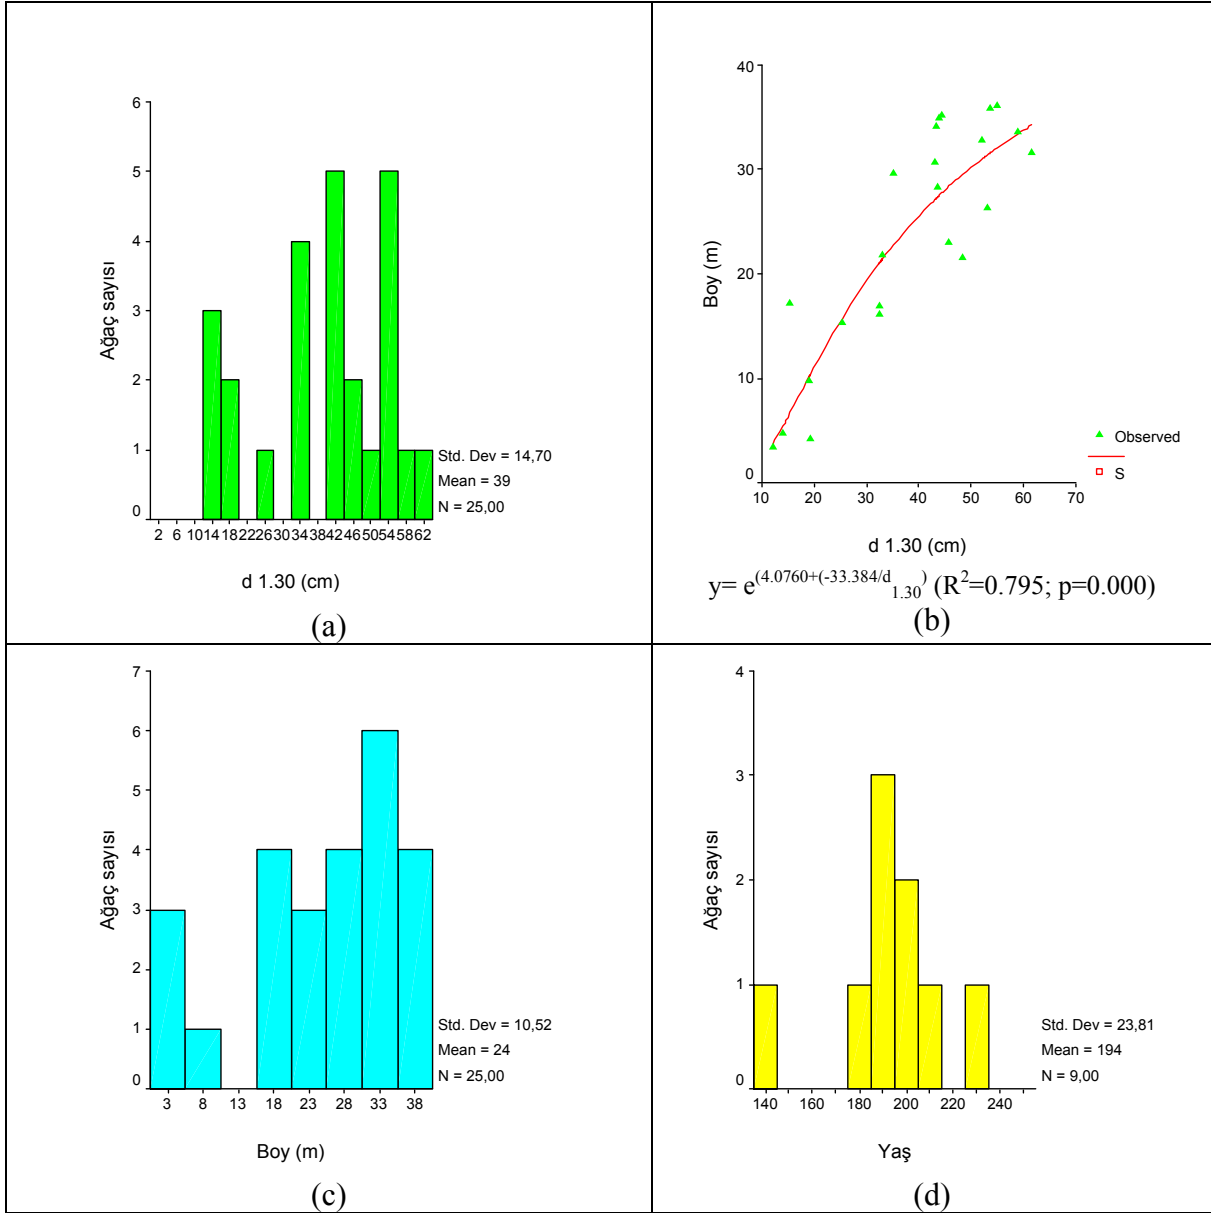 6
5
4
3
2
1
0
Ağaç sayısı
2 6 10 14 18 22 26 30 34 38 42 46 50 54 58 62
d 1.30 (cm)
Std. Dev = 14,70
Mean = 39
N = 25,00
(a)
40
30
20
10
0
Boy (m)
10 20 30 40 50 60 70
d 1.30 (cm)
Observed
S
y= e^(4.0760+(-33.384/d_1.30) (R²=0.795; p=0.000)
(b)
7
6
5
4
3
2
1
0
Ağaç sayısı
3 8 13 18 23 28 33 38
Boy (m)
Std. Dev = 10,52
Mean = 24
N = 25,00
(c)
4
3
2
1
0
Ağaç sayısı
140 160 180 200 220 240
Yaş
Std. Dev = 23,81
Mean = 194
N = 9,00
(d)